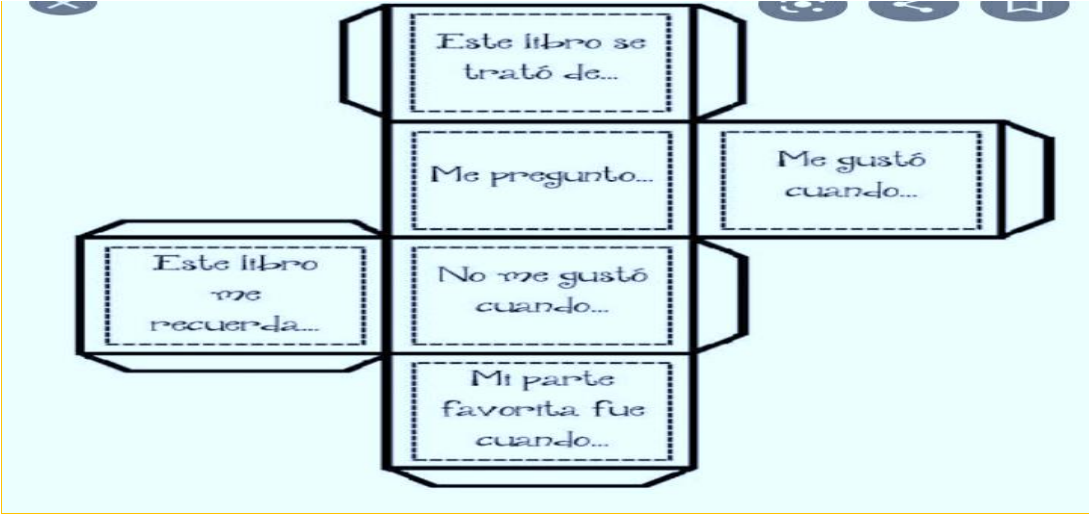 Este libro se
trató de...
Me pregunto...
Me gustó
cuando...
Este libro
me
recuerda...
No me gustó
cuando...
Mi parte
favorita fue
cuando...